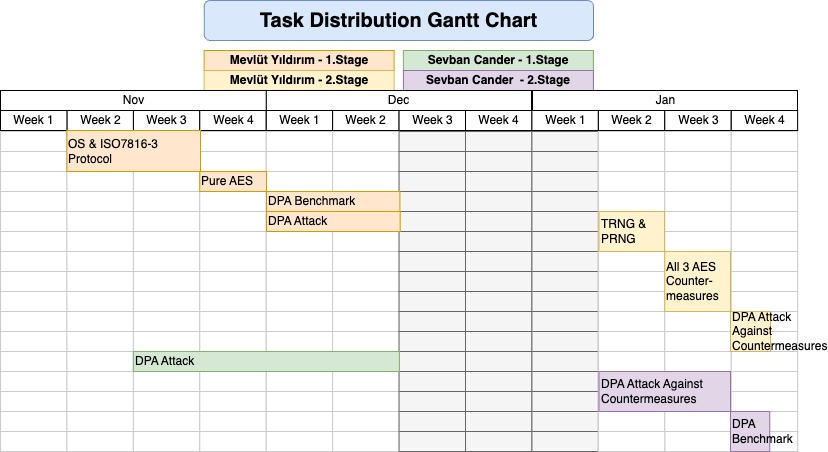 Task Distribution Gantt Chart
Mevlüt Yıldırım - 1.Stage
Sevban Cander - 1.Stage
Mevlüt Yıldırım - 2.Stage
Sevban Cander - 2.Stage
Nov
Dec
Jan
Week 1
Week 2
Week 3
Week 4
Week 1
Week 2
Week 3
Week 4
Week 1
Week 2
Week 3
Week 4
OS & ISO7816-3
Protocol
Pure AES
DPA Benchmark
DPA Attack
TRNG &
PRNG
All 3 AES
Counter-
measures
DPA Attack
Against
Countermeasures
DPA Attack
DPA Attack Against
Countermeasures
DPA
Benchmark